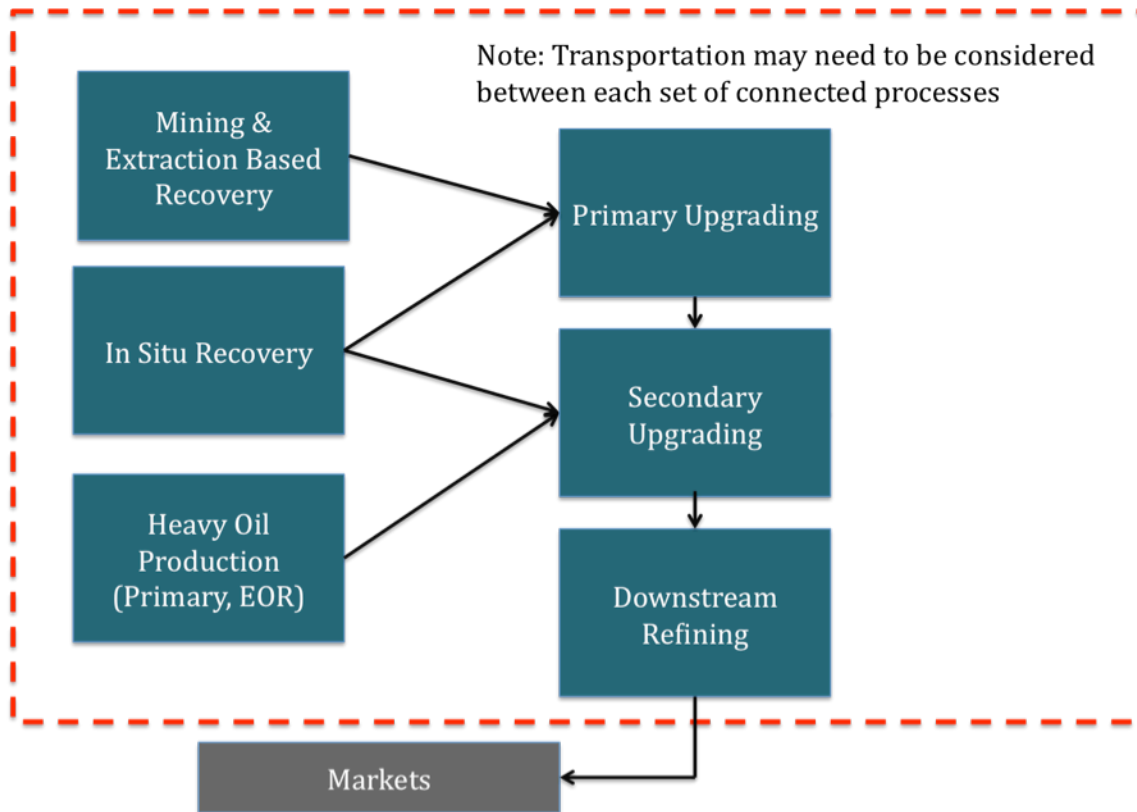 Note: Transportation may need to be considered
between each set of connected processes
Mining &
Extraction Based
Recovery
Primary Upgrading
In Situ Recovery
Secondary
Upgrading
Heavy Oil
Production
(Primary, EOR)
Downstream
Refining
Markets